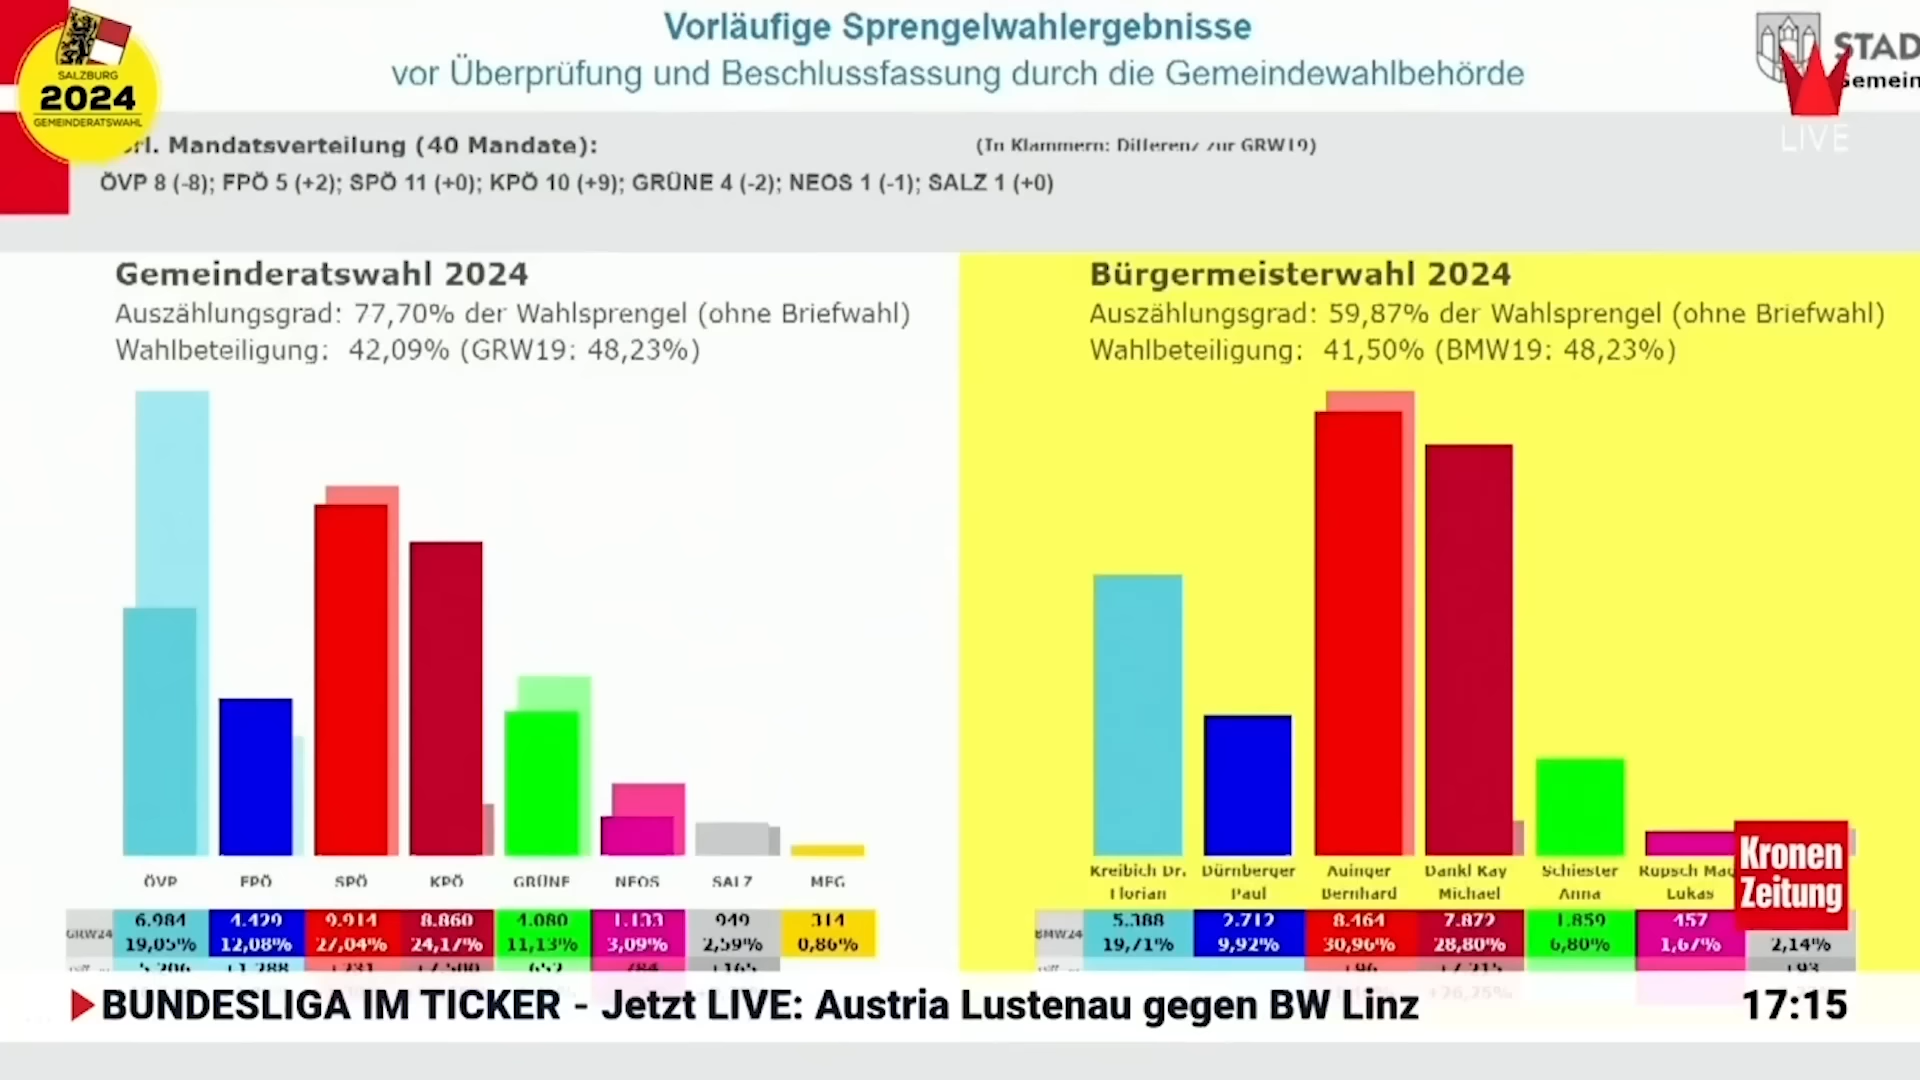 Vorläufige Sprengelwahlergebnisse
vor Überprüfung und Beschlussfassung durch die Gemeindewahlbehörde
STAD
Gemein
SALZBURG
2024
GEMEINDERATSWAHL
LIVE
Mandatsverteilung (40 Mandate):
(In Klammern: Differenz zur GRW19)
ÖVP 8 (-8); FPÖ 5 (+2); SPÖ 11 (+0); KPÖ 10 (+9); GRÜNE 4 (-2); NEOS 1 (-1); SALZ 1 (+0)
Gemeinderatswahl 2024
Auszählungsgrad: 77,70% der Wahlsprengel (ohne Briefwahl)
Wahlbeteiligung: 42,09% (GRW19: 48,23%)
ÖVP FPÖ SPÖ KPÖ GRÜNE NEOS SALZ MFG
6.984 4.429 9.914 8.860 4.080 1.133 949 314
GRW24
19,05% 12,08% 27,04% 24,17% 11,13% 3,09% 2,59% 0,86%
Bürgermeisterwahl 2024
Auszählungsgrad: 59,87% der Wahlsprengel (ohne Briefwahl)
Wahlbeteiligung: 41,50% (BMW19: 48,23%)
Kreibich Dr. Dürnberger Auinger Dankl Kay Schiester
Florian Paul Bernhard Michael Anna Lukas
5.388 2.712 8.464 7.872 1.859 457
BMW24
19,71% 9,92% 30,96% 28,80% 6,80% 1,67% 2,14%
Kronen
Zeitung
BUNDESLIGA IM TICKER - Jetzt LIVE: Austria Lustenau gegen BW Linz
17:15